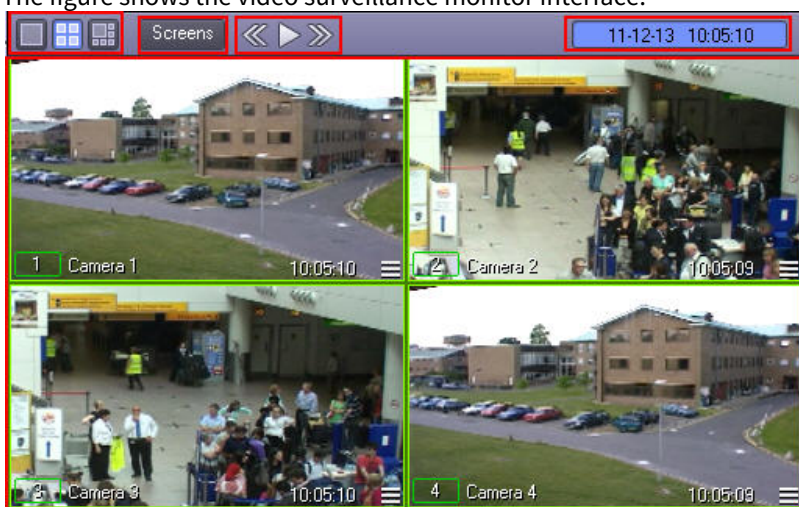 The figure shows the video surveillance monitor interface.
Screens
11-12-13 10:05:10
1 Camera 1 10:05:10
2 Camera 2 10:05:09
3 Camera 3 10:05:10
4 Camera 4 10:05:09